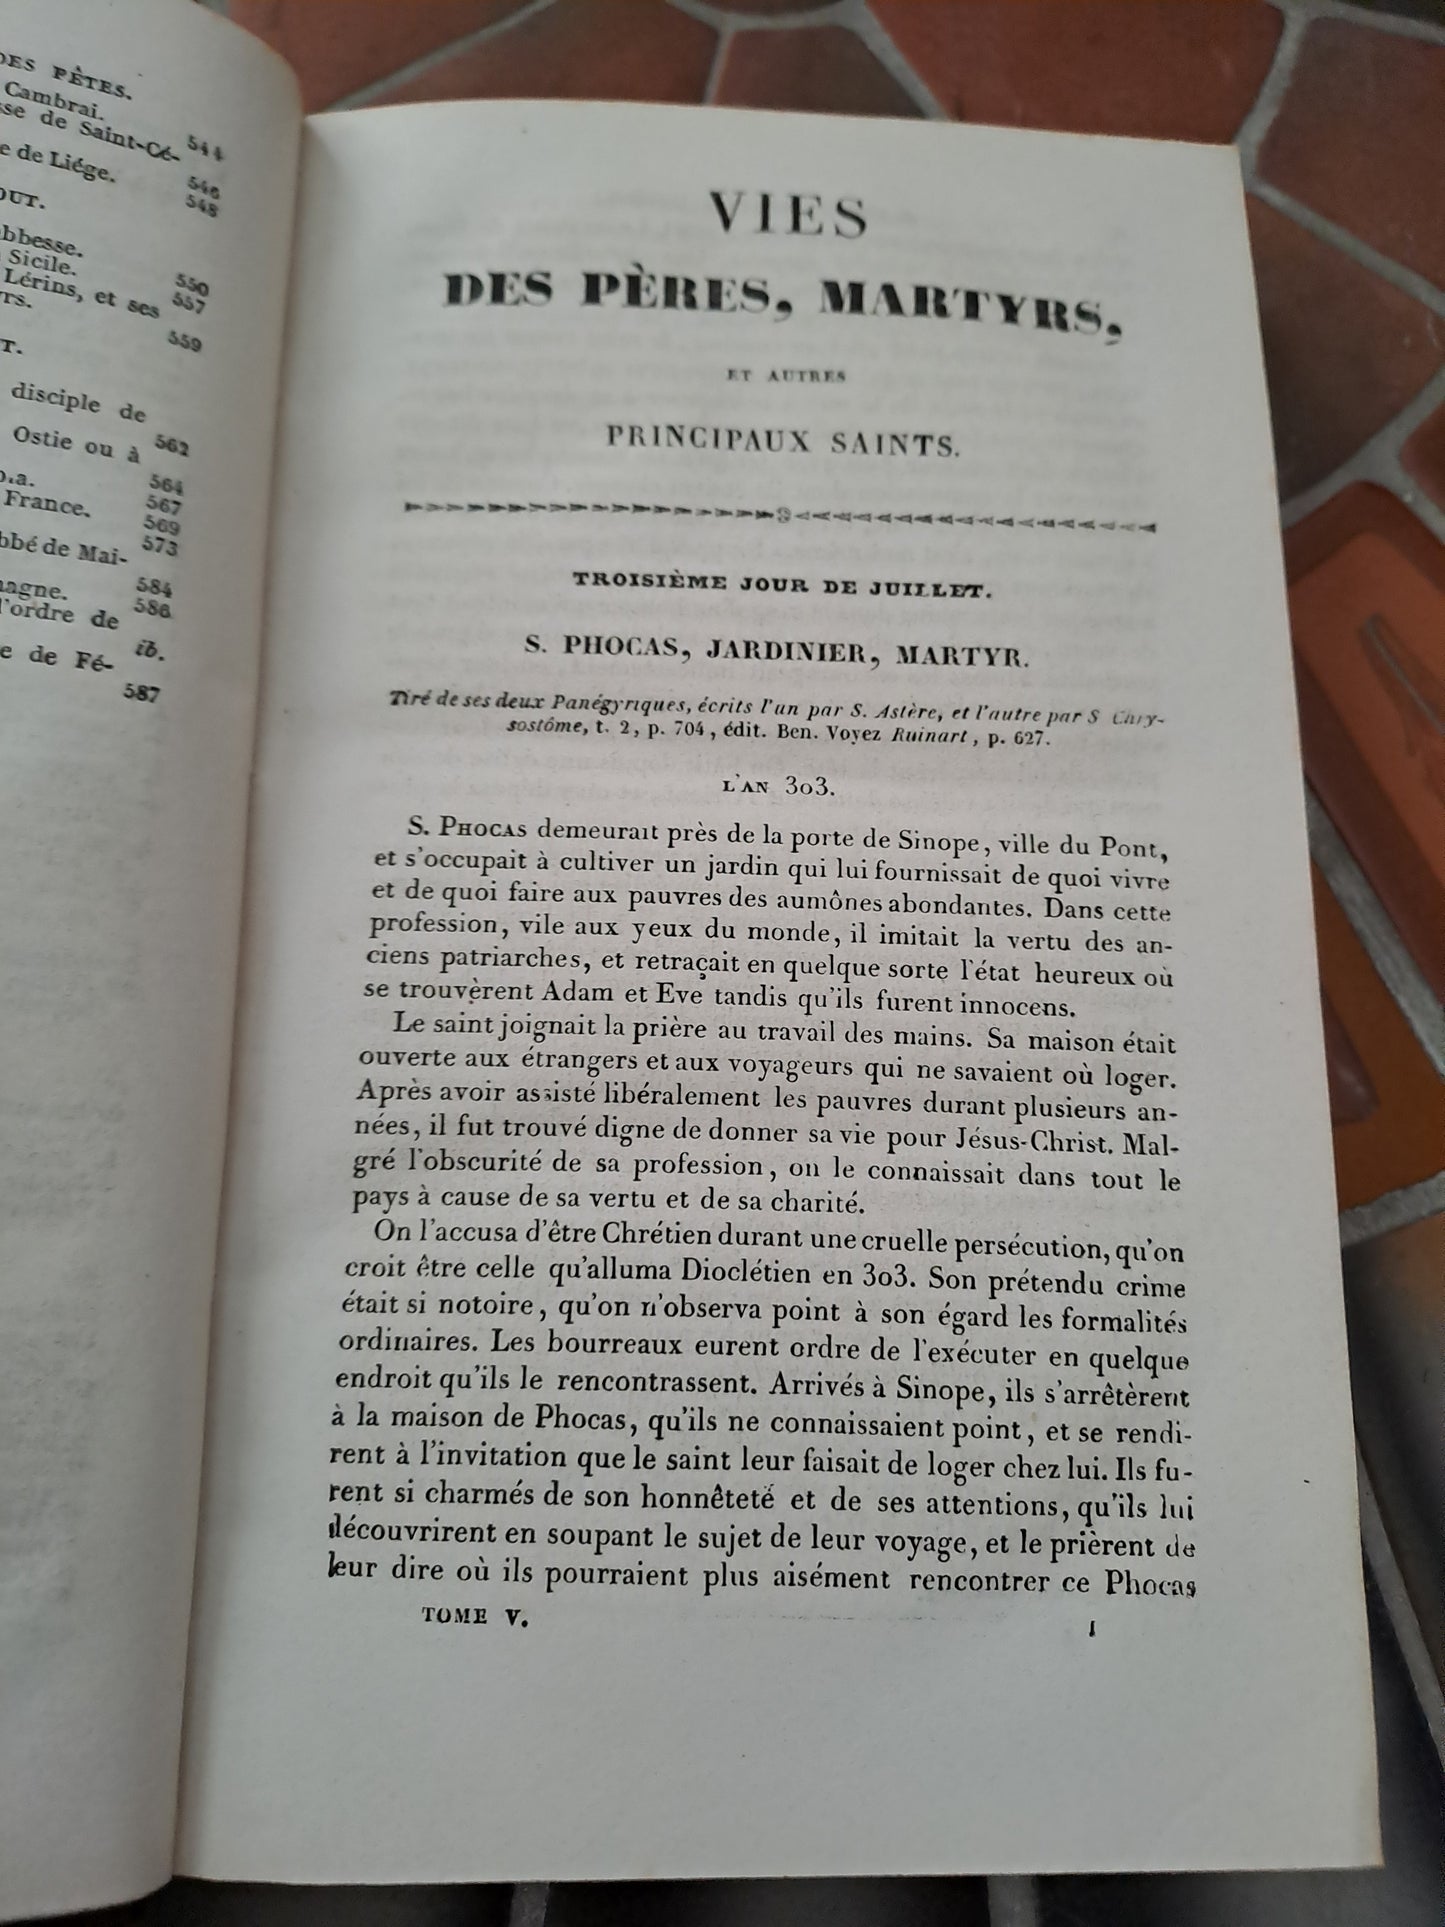 DES FÊTES.
Cambrai. 544
sse de Saint-Cé-
546
e de Liége. 548
OUT.
abbesse. 550
Sicile. 557
Lérins, et ses
559
disciple de
562
Ostie ou à
564
567
France. 569
573
bbé de Mai-
584
magne. 586
l'ordre de
ib.
e de Fé-
587
VIES
DES PÈRES, MARTYRS,
ET AUTRES
PRINCIPAUX SAINTS.
TROISIÈME JOUR DE JUILLET.
S. PHOCAS, JARDINIER, MARTYR.
Tiré de ses deux Panégyriques, écrits l'un par S. Astère, et l'autre par S Chry-
sostôme, t. 2, p. 704, édit. Ben. Voyez Ruinart, p. 627.
L'AN 303.
S. PHOCAS demeurait près de la porte de Sinope, ville du Pont,
et s'occupait à cultiver un jardin qui lui fournissait de quoi vivre
et de quoi faire aux pauvres des aumônes abondantes. Dans cette
profession, vile aux yeux du monde, il imitait la vertu des an-
ciens patriarches, et retraçait en quelque sorte l'état heureux où
se trouvèrent Adam et Eve tandis qu'ils furent innocens.
Le saint joignait la prière au travail des mains. Sa maison était
ouverte aux étrangers et aux voyageurs qui ne savaient où loger.
Après avoir assisté libéralement les pauvres durant plusieurs an-
nées, il fut trouvé digne de donner sa vie pour Jésus-Christ. Mal-
gré l'obscurité de sa profession, on le connaissait dans tout le
pays à cause de sa vertu et de sa charité.
On l'accusa d'être Chrétien durant une cruelle persécution, qu'on
croit être celle qu'alluma Dioclétien en 303. Son prétendu crime
était si notoire, qu'on n'observa point à son égard les formalités
ordinaires. Les bourreaux eurent ordre de l'exécuter en quelque
endroit qu'ils le rencontrassent. Arrivés à Sinope, ils s'arrêtèrent
à la maison de Phocas, qu'ils ne connaissaient point, et se rendi-
rent à l'invitation que le saint leur faisait de loger chez lui. Ils fu-
rent si charmés de son honnêteté et de ses attentions, qu'ils lui
découvrirent en soupant le sujet de leur voyage, et le prièrent de
leur dire où ils pourraient plus aisément rencontrer ce Phocas
TOME V. 1